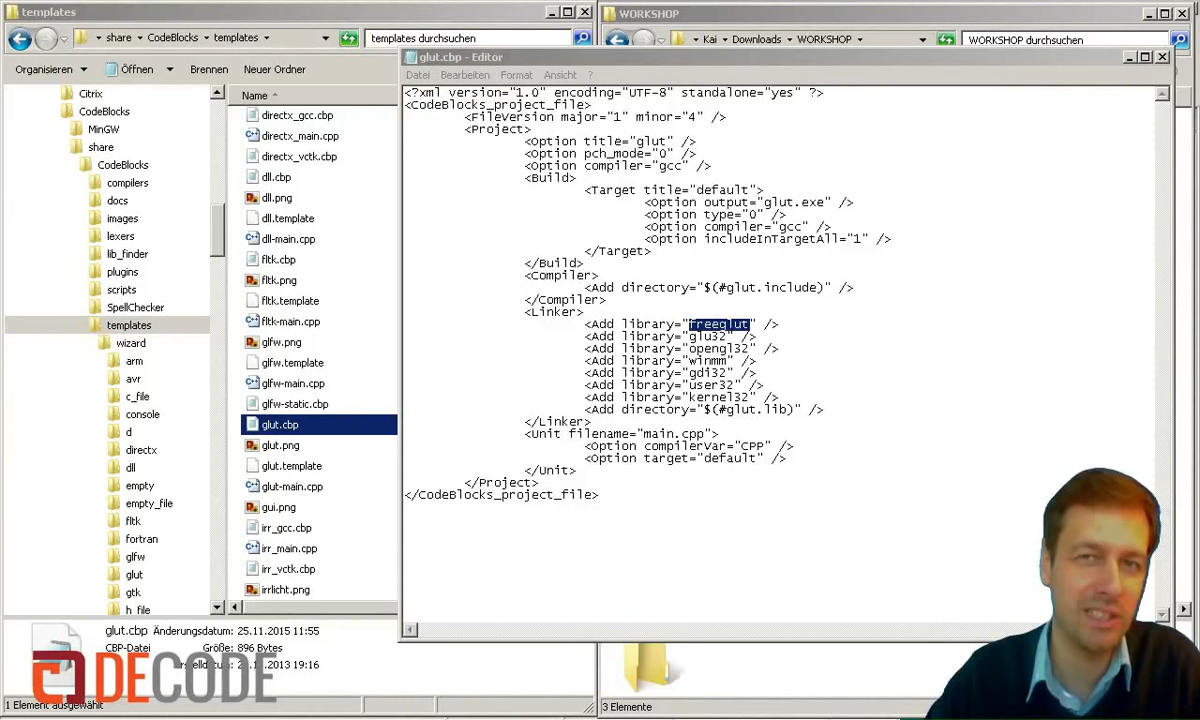 templates
share
CodeBlocks
templates
templates durchsuchen
Organisieren
Öffnen
Brennen
Neuer Ordner
Citrix
CodeBlocks
MinGW
share
CodeBlocks
compilers
docs
images
lexers
lib_finder
plugins
scripts
SpellChecker
templates
wizard
arm
avr
c_file
console
d
directx
dll
empty
empty_file
fltk
fortran
glfw
glut
gtk
h_file
Name
directx_gcc.cbp
directx_main.cpp
directx_vctk.cbp
dll.cbp
dll.png
dll.template
dll-main.cpp
fltk.cbp
fltk.png
fltk.template
fltk-main.cpp
glfw.png
glfw.template
glfw-main.cpp
glfw-static.cbp
glut.cbp
glut.png
glut.template
glut-main.cpp
gui.png
irr_gcc.cbp
irr_main.cpp
irr_vctk.cbp
irrlicht.png
glut.cbp Änderungsdatum: 25.11.2015 11:55
CBP-Datei Größe: 896 Bytes
2013 19:16
DECODE
1 Element ausgewählt
WORKSHOP
Kai
Downloads
WORKSHOP
WORKSHOP durchsuchen
glut.cbp - Editor
Datei Bearbeiten Format Ansicht ?
<?xml version="1.0" encoding="UTF-8" standalone="yes" ?>
<CodeBlocks_project_file>
<FileVersion major="1" minor="4" />
<Project>
<Option title="glut" />
<Option pch_mode="0" />
<Option compiler="gcc" />
<Build>
<Target title="default">
<Option output="glut.exe" />
<Option type="0" />
<Option compiler="gcc" />
<Option includeInTargetAll="1" />
</Target>
</Build>
<Compiler>
<Add directory="$(#glut.include)" />
</Compiler>
<Linker>
<Add library="freeglut" />
<Add library="glu32" />
<Add library="opengl32" />
<Add library="winmm" />
<Add library="gdi32" />
<Add library="user32" />
<Add library="kernel32" />
<Add directory="$(#glut.lib)" />
</Linker>
<Unit filename="main.cpp">
<Option compilerVar="CPP" />
<Option target="default" />
</Unit>
</Project>
</CodeBlocks_project_file>
3 Elemente